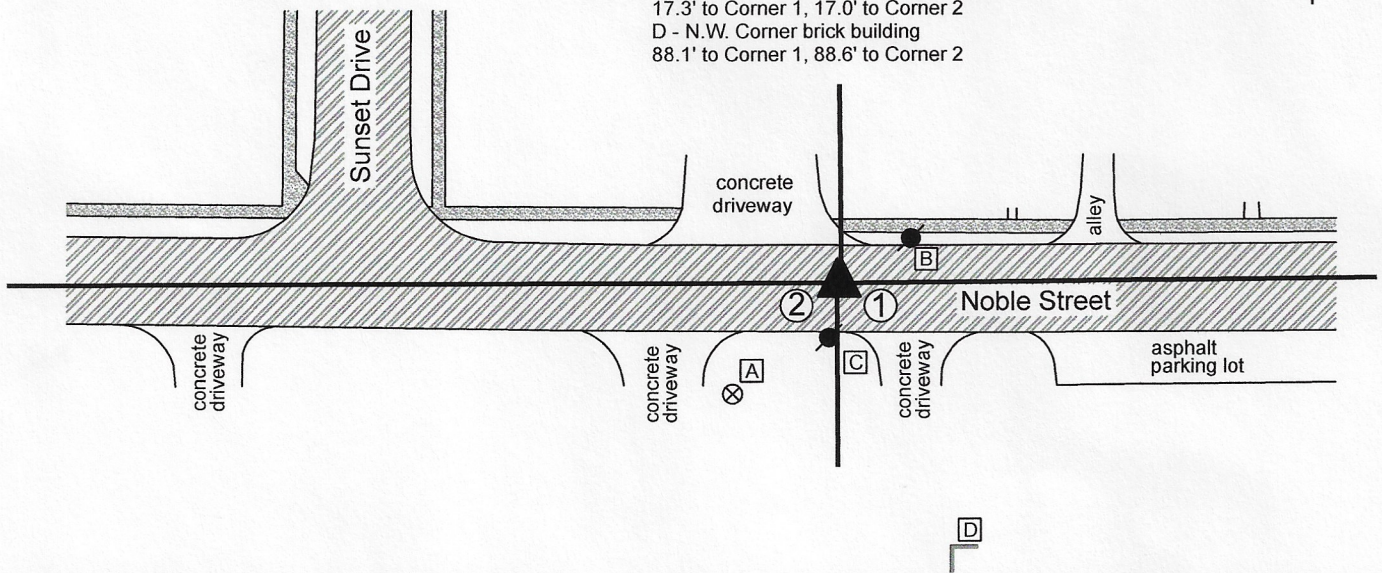 17.3' to Corner 1, 17.0' to Corner 2
D - N.W. Corner brick building
88.1' to Corner 1, 88.6' to Corner 2
Sunset Drive
concrete
driveway
alley
B
2
1
Noble Street
concrete
driveway
concrete
driveway
A
C
concrete
driveway
asphalt
parking lot
D